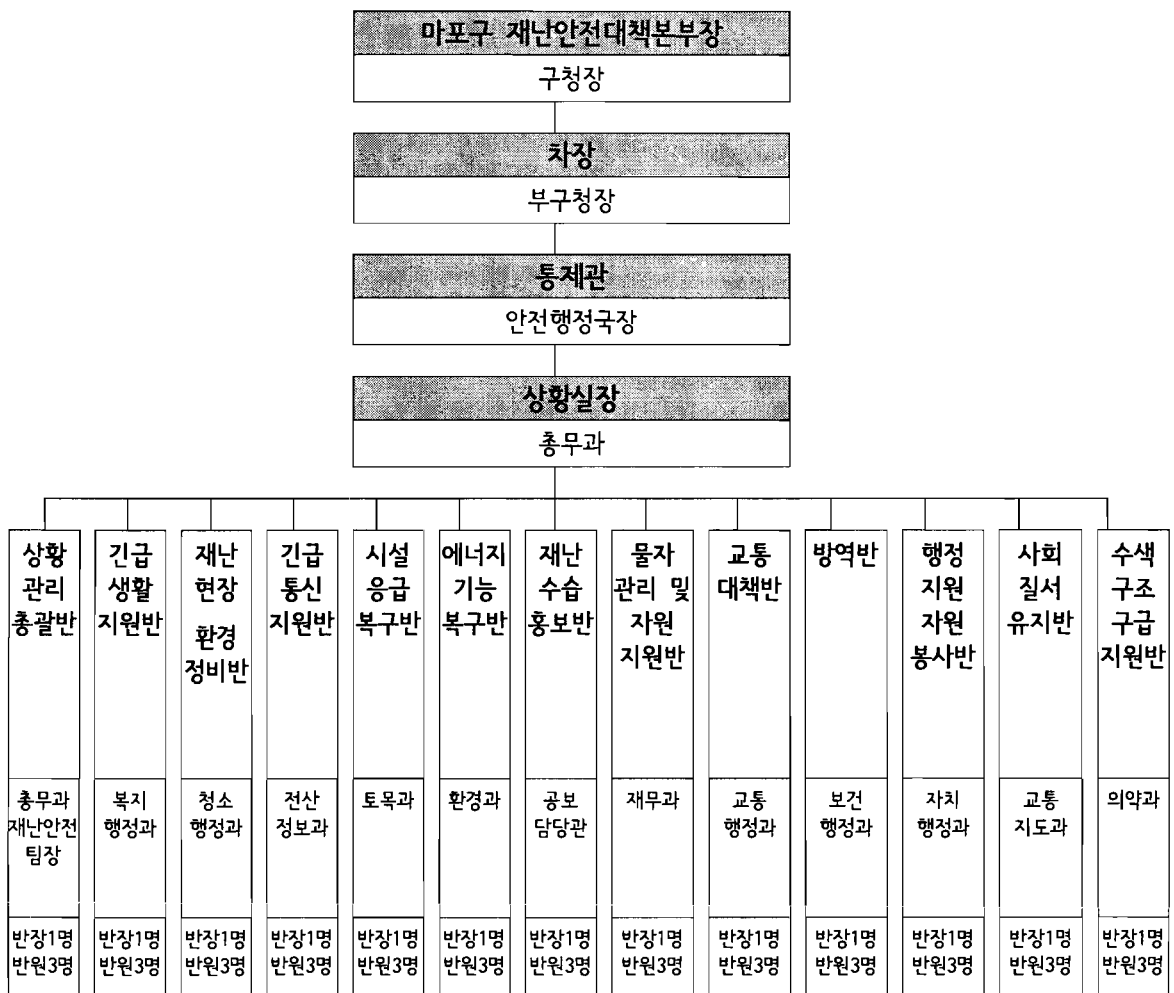 마포구 재난안전대책본부장
구청장
차장
부구청장
통제관
안전행정국장
상황실장
총무과
상황
관리
총괄반
긴급
생활
지원반
재난
현장
환경
정비반
긴급
통신
지원반
시설
응급
복구반
에너지
기능
복구반
재난
수습
홍보반
물자
관리 및
자원
지원반
교통
대책반
방역반
행정
지원
자원
봉사반
사회
질서
유지반
수색
구조
구급
지원반
총무과
재난안전
팀장
복지
행정과
청소
행정과
전산
정보과
토목과
환경과
공보
담당관
재무과
교통
행정과
보건
행정과
자치
행정과
교통
지도과
의약과
반장1명
반원3명
반장1명
반원3명
반장1명
반원3명
반장1명
반원3명
반장1명
반원3명
반장1명
반원3명
반장1명
반원3명
반장1명
반원3명
반장1명
반원3명
반장1명
반원3명
반장1명
반원3명
반장1명
반원3명
반장1명
반원3명